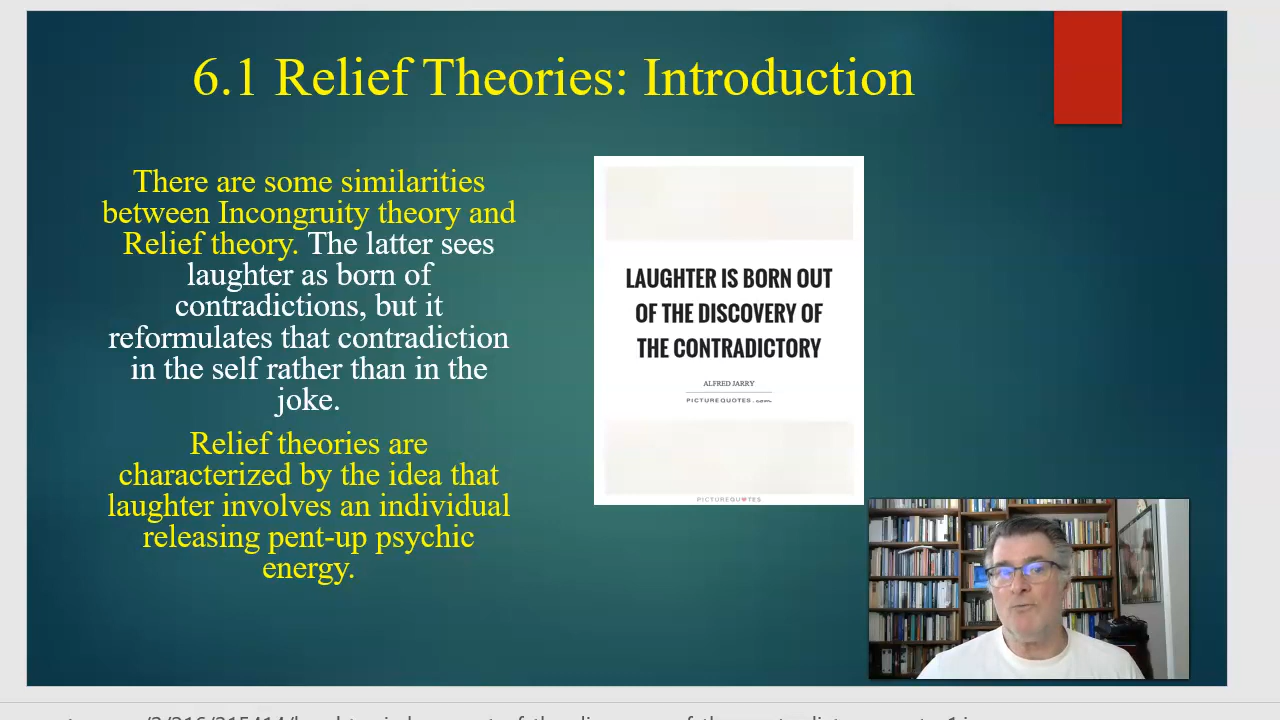 6.1 Relief Theories: Introduction
There are some similarities
between Incongruity theory and
Relief theory. The latter sees
laughter as born of
contradictions, but it
reformulates that contradiction
in the self rather than in the
joke.
Relief theories are
characterized by the idea that
laughter involves an individual
releasing pent-up psychic
energy.
LAUGHTER IS BORN OUT
OF THE DISCOVERY OF
THE CONTRADICTORY
ALFRED JARRY
PICTUREQUOTES.
PICTUREQU♥TES